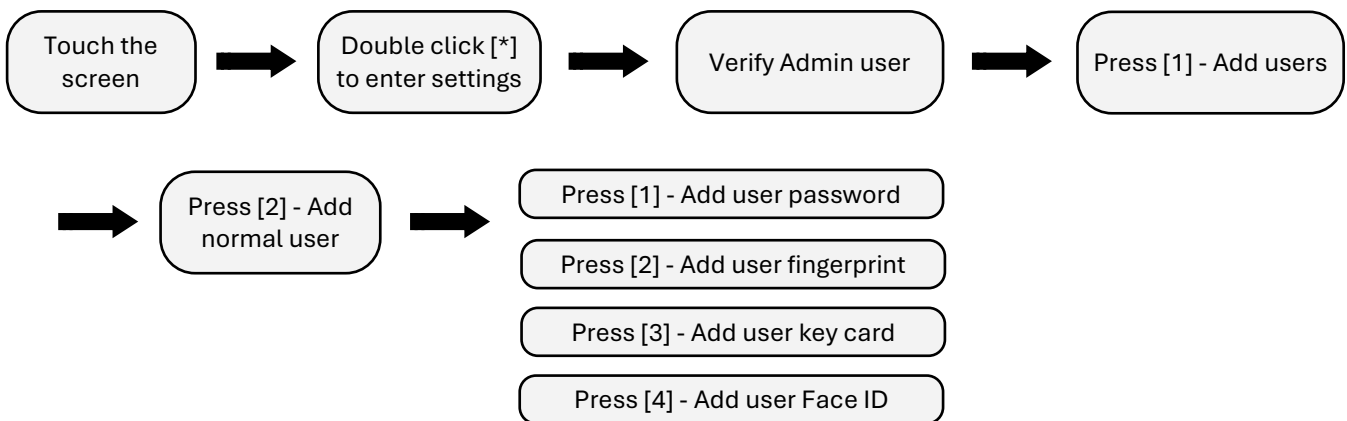 Touch the
screen
Double click [*]
to enter settings
Verify Admin user
Press [1] - Add users
Press [2] - Add
normal user
Press [1] - Add user password
Press [2] - Add user fingerprint
Press [3] - Add user key card
Press [4] - Add user Face ID